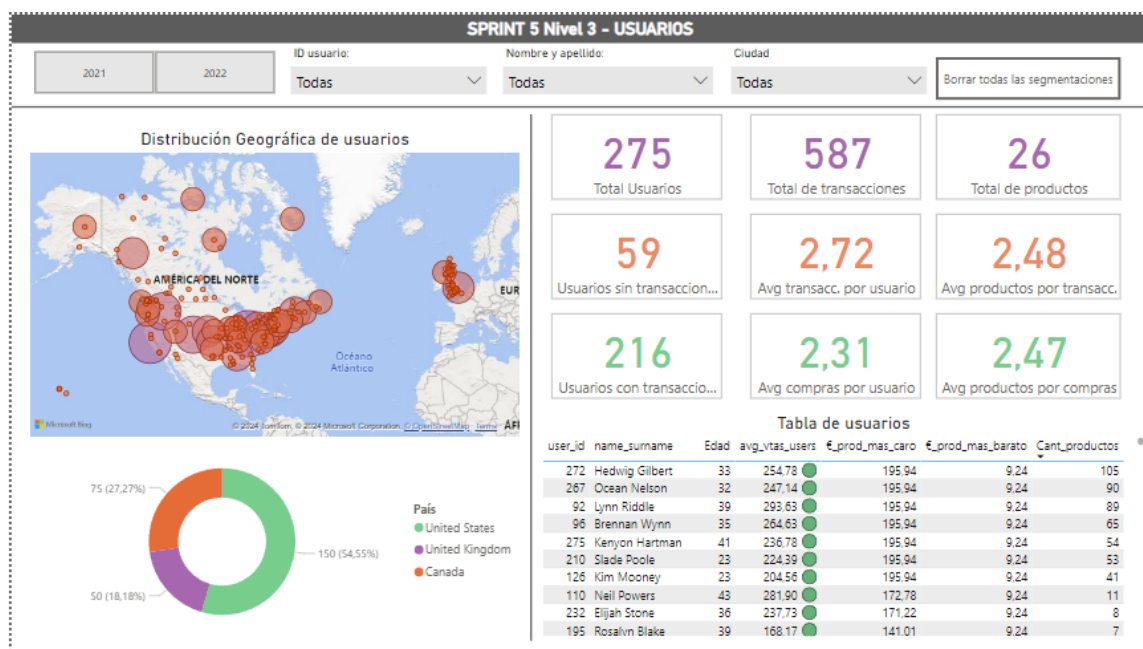 SPRINT 5 Nivel 3 - USUARIOS
2021
2022
ID usuario:
Todas
Nombre y apellido:
Todas
Ciudad
Todas
Borrar todas las segmentaciones
Distribución Geográfica de usuarios
AMÉRICA DEL NORTE
EUR
Océano
Atlántico
AFI
Microsoft Bing
© 2024 TomTom, © 2024 Microsoft Corporation, © OpenStreetMap Terms
275
Total Usuarios
587
Total de transacciones
26
Total de productos
59
Usuarios sin transaccion...
2,72
Avg transacc. por usuario
2,48
Avg productos por transacc.
216
Usuarios con transaccio...
2,31
Avg compras por usuario
2,47
Avg productos por compras
75 (27,27%)
50 (18,18%)
150 (54,55%)
País
United States
United Kingdom
Canada
Tabla de usuarios
user_id name_surname Edad avg_vtas_users €_prod_mas_caro €_prod_mas_barato Cant_productos
272 Hedwig Gilbert 33 254,78 195,94 9,24 105
267 Ocean Nelson 32 247,14 195,94 9,24 90
92 Lynn Riddle 39 293,63 195,94 9,24 89
96 Brennan Wynn 35 264,63 195,94 9,24 65
275 Kenyon Hartman 41 236,78 195,94 9,24 54
210 Slade Poole 23 224,39 195,94 9,24 53
126 Kim Mooney 23 204,56 195,94 9,24 41
110 Neil Powers 43 281,90 172,78 9,24 11
232 Elijah Stone 36 237,73 171,22 9,24 8
195 Rosalyn Blake 39 168,17 141,01 9,24 7